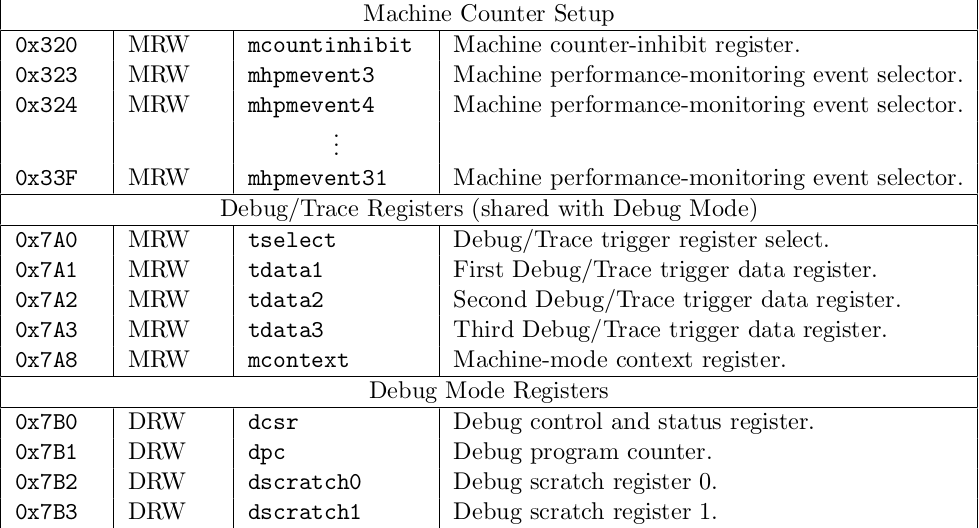 Machine Counter Setup
0x320 MRW mcountinhibit Machine counter-inhibit register.
0x323 MRW mhpmevent3 Machine performance-monitoring event selector.
0x324 MRW mhpmevent4 Machine performance-monitoring event selector.
⋮
0x33F MRW mhpmevent31 Machine performance-monitoring event selector.
Debug/Trace Registers (shared with Debug Mode)
0x7A0 MRW tselect Debug/Trace trigger register select.
0x7A1 MRW tdata1 First Debug/Trace trigger data register.
0x7A2 MRW tdata2 Second Debug/Trace trigger data register.
0x7A3 MRW tdata3 Third Debug/Trace trigger data register.
0x7A8 MRW mcontext Machine-mode context register.
Debug Mode Registers
0x7B0 DRW dcsr Debug control and status register.
0x7B1 DRW dpc Debug program counter.
0x7B2 DRW dscratch0 Debug scratch register 0.
0x7B3 DRW dscratch1 Debug scratch register 1.